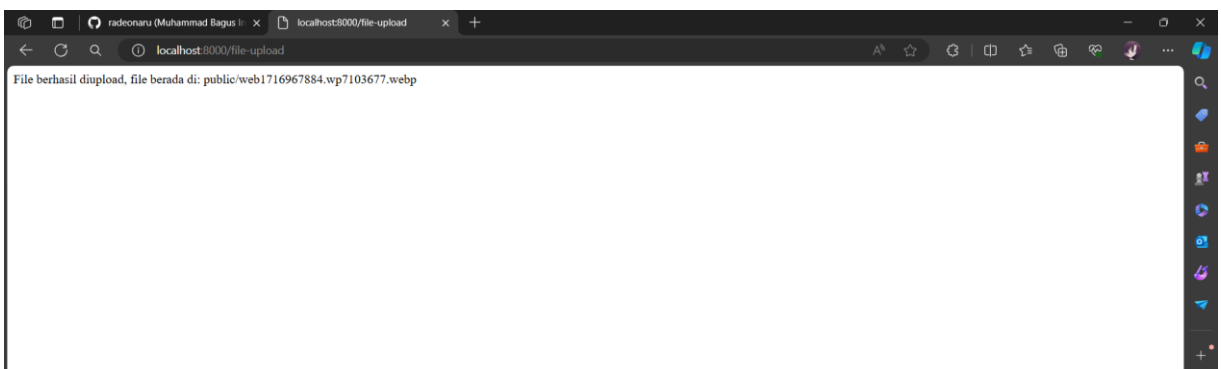 radeonaru (Muhammad Bagus In
localhost:8000/file-upload
localhost:8000/file-upload
File berhasil diupload, file berada di: public/web1716967884.wp7103677.webp